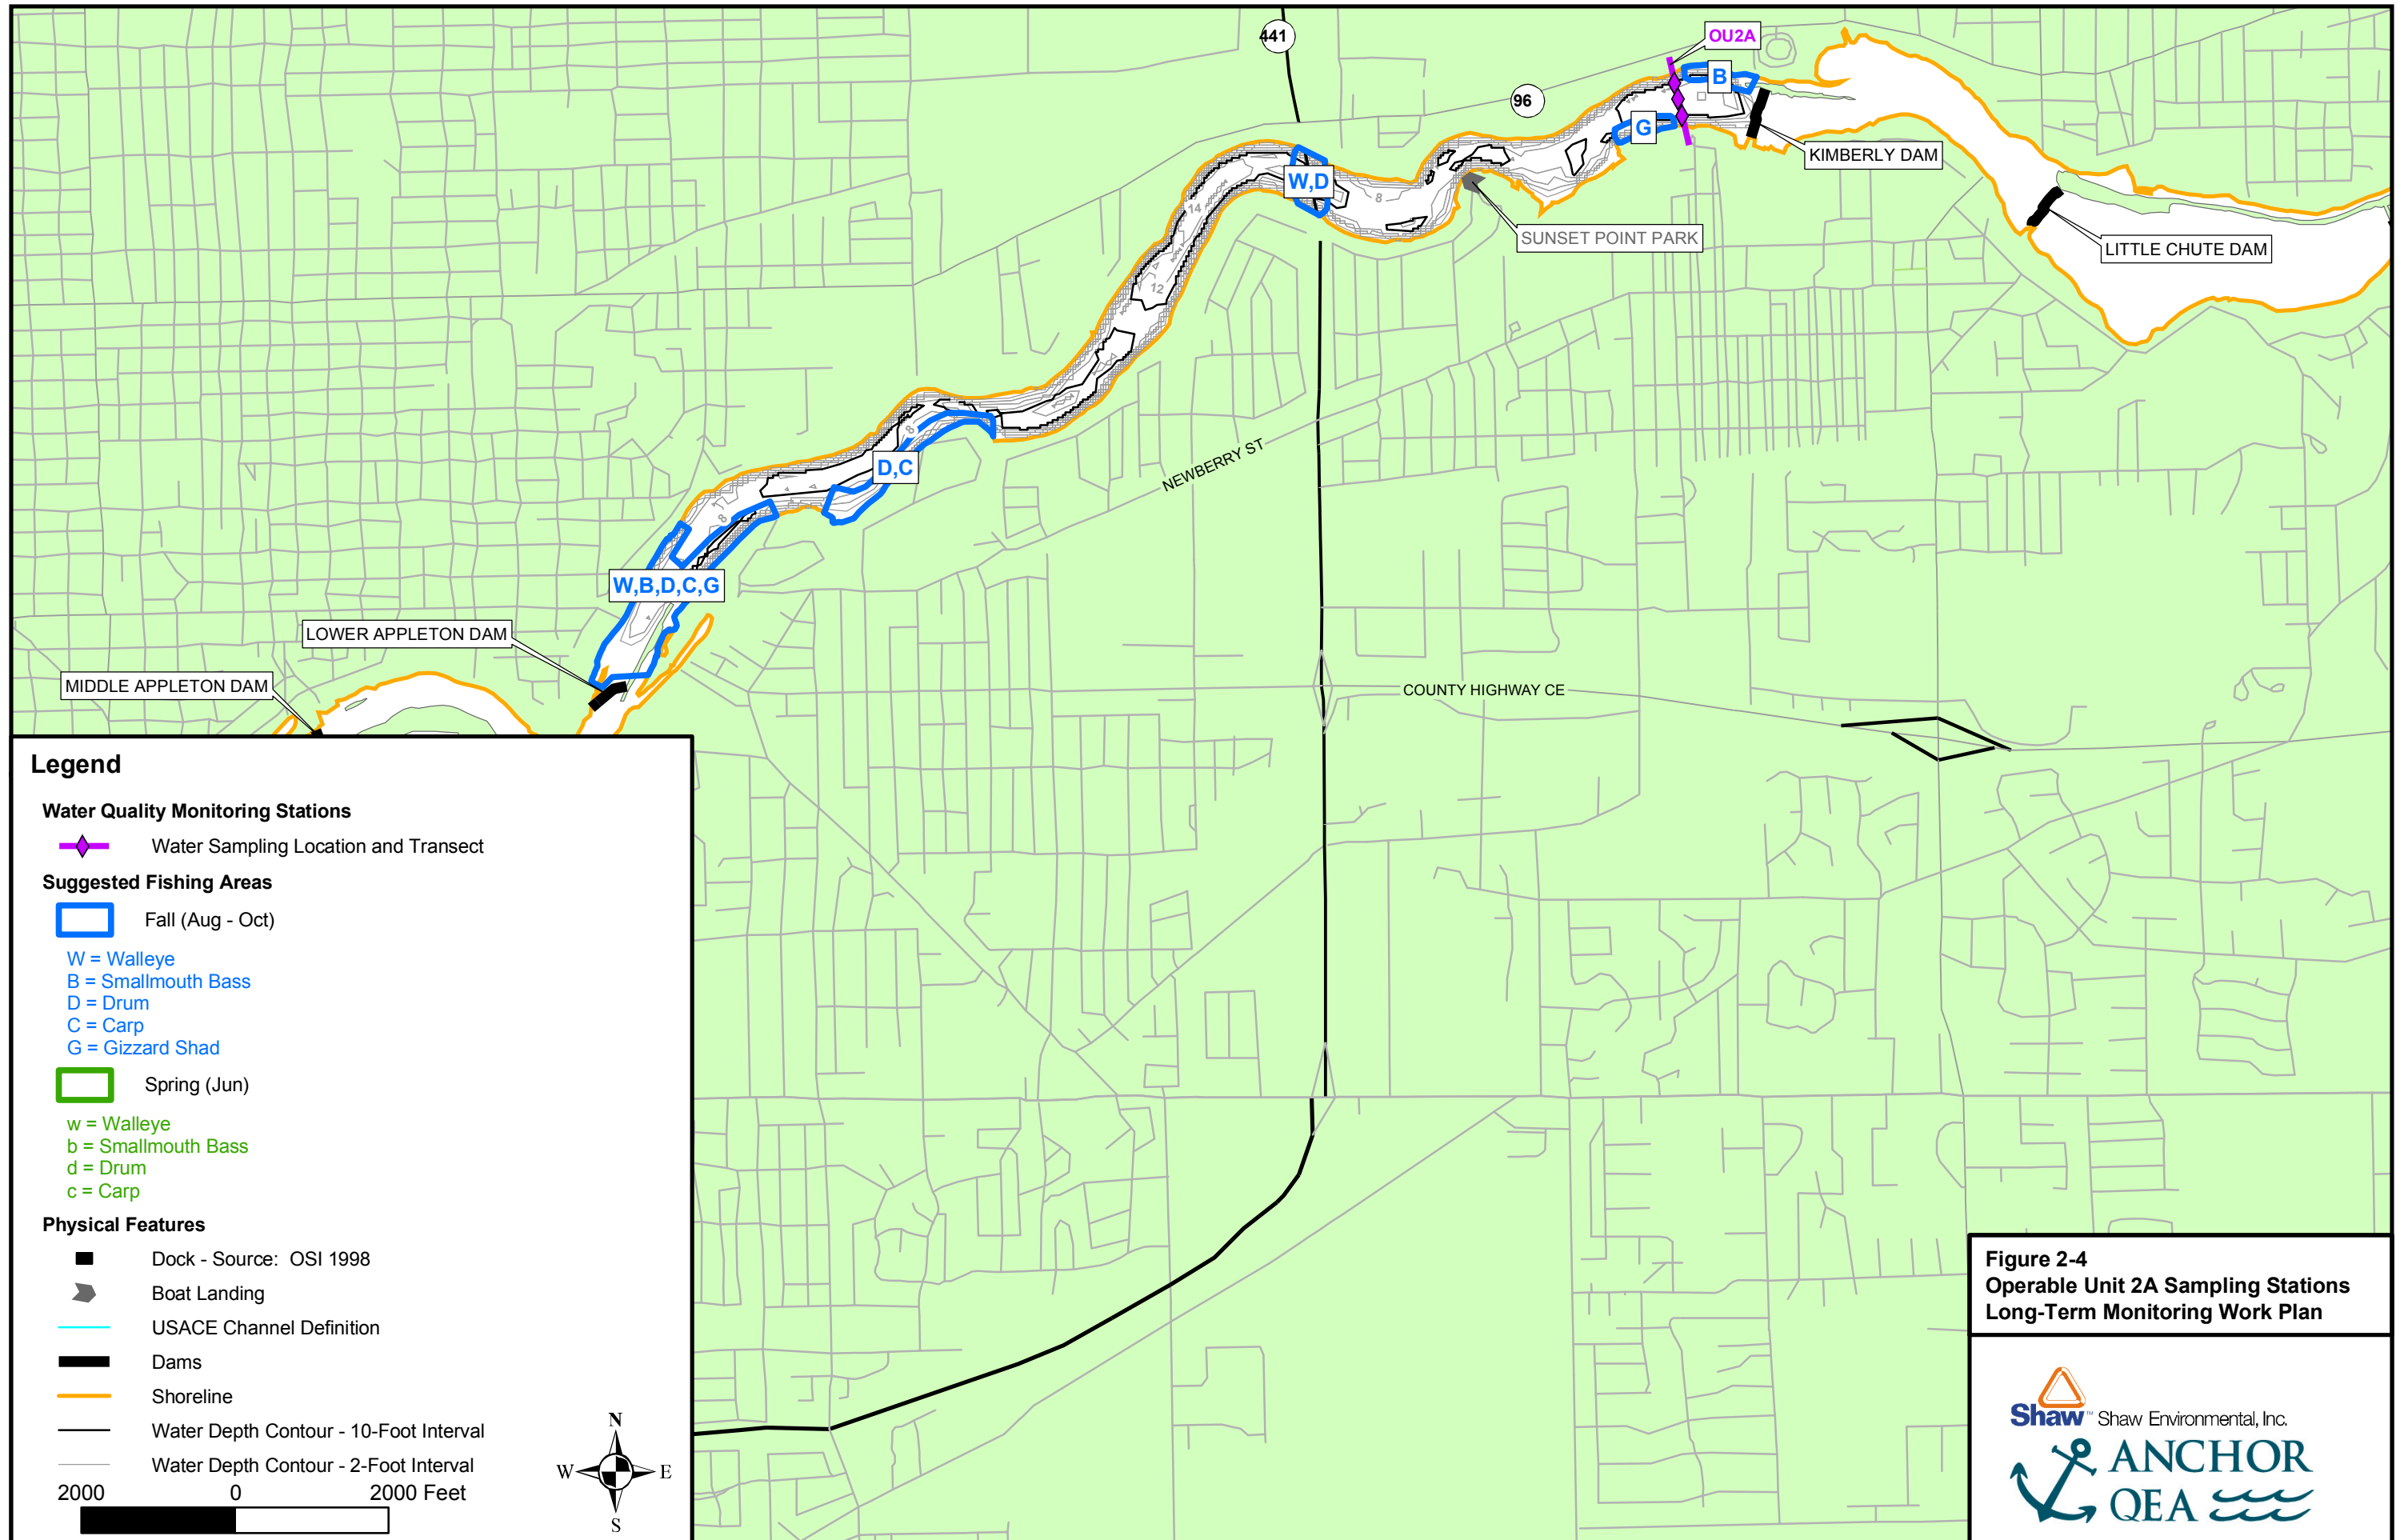 441
OU2A
B
96
G
KIMBERLY DAM
W,D
8
14
SUNSET POINT PARK
LITTLE CHUTE DAM
12
8
D,C
NEWBERRY ST
8
W,B,D,C,G
LOWER APPLETON DAM
MIDDLE APPLETON DAM
COUNTY HIGHWAY CE
Legend
Water Quality Monitoring Stations
Water Sampling Location and Transect
Suggested Fishing Areas
Fall (Aug - Oct)
W = Walleye
B = Smallmouth Bass
D = Drum
C = Carp
G = Gizzard Shad
Spring (Jun)
w = Walleye
b = Smallmouth Bass
d = Drum
c = Carp
Physical Features
Dock - Source: OSI 1998
Boat Landing
USACE Channel Definition
Dams
Shoreline
Water Depth Contour - 10-Foot Interval
Water Depth Contour - 2-Foot Interval
2000 0 2000 Feet
N
W E
S
Figure 2-4
Operable Unit 2A Sampling Stations
Long-Term Monitoring Work Plan
Shaw™ Shaw Environmental, Inc.
ANCHOR
QEA